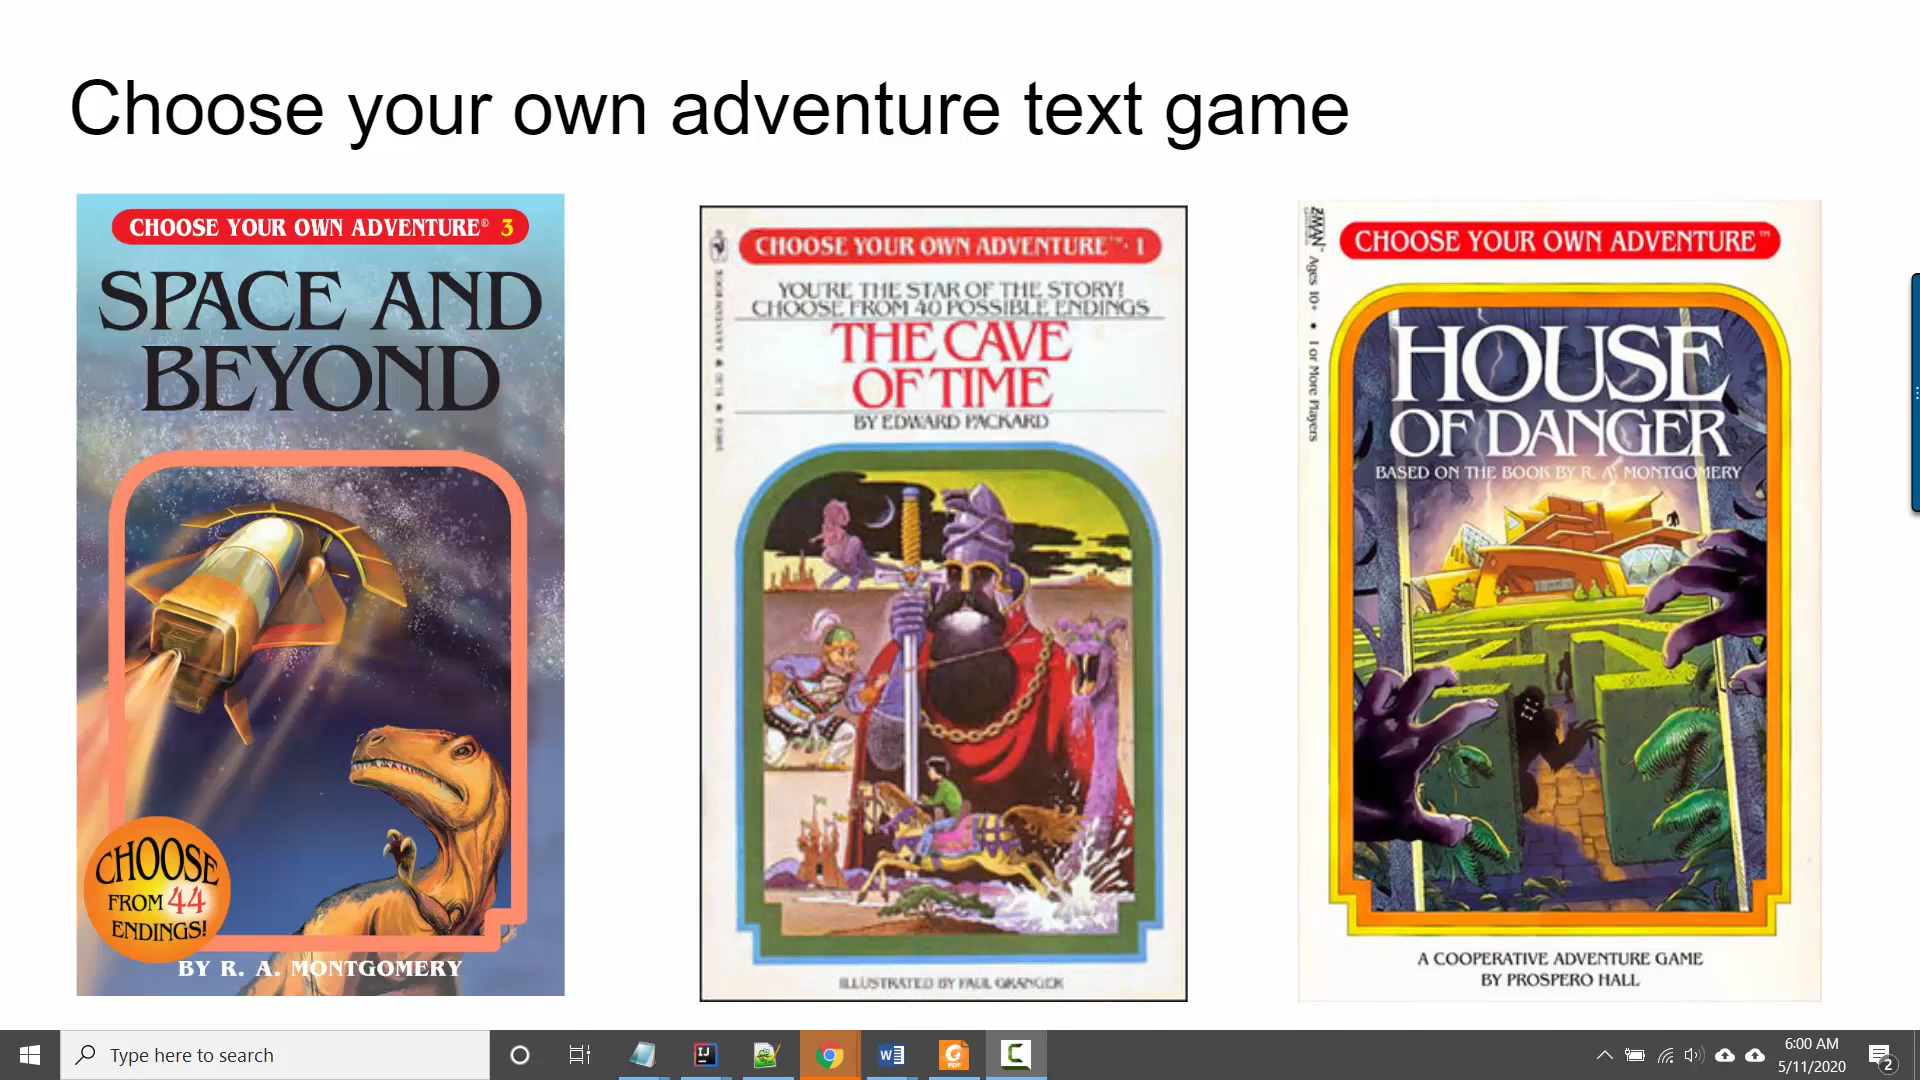 Choose your own adventure text game
CHOOSE YOUR OWN ADVENTURE® 3
SPACE AND
BEYOND
CHOOSE
FROM 44
ENDINGS!
BY R. A. MONTGOMERY
CHOOSE YOUR OWN ADVENTURE™ · 1
YOU'RE THE STAR OF THE STORY!
CHOOSE FROM 40 POSSIBLE ENDINGS
THE CAVE
OF TIME
BY EDWARD PACKARD
ILLUSTRATED BY PAUL GRANGER
ZMAN
Ages 10+ • 1 or More Players
CHOOSE YOUR OWN ADVENTURE™
HOUSE
OF DANGER
BASED ON THE BOOK BY R. A. MONTGOMERY
A COOPERATIVE ADVENTURE GAME
BY PROSPERO HALL
Type here to search
IJ
W
PDF
C
6:00 AM
5/11/2020
2